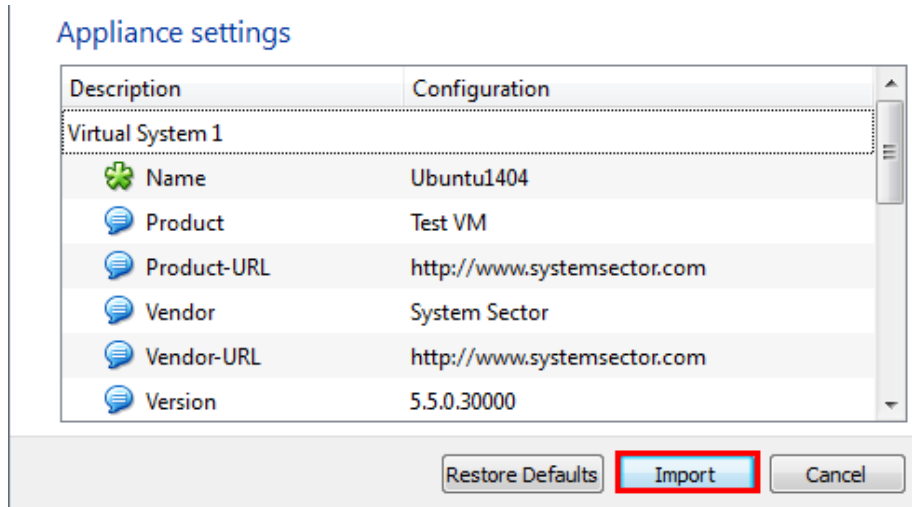 Appliance settings
Description Configuration
Virtual System 1
Name Ubuntu1404
Product Test VM
Product-URL http://www.systemsector.com
Vendor System Sector
Vendor-URL http://www.systemsector.com
Version 5.5.0.30000
Restore Defaults Import Cancel